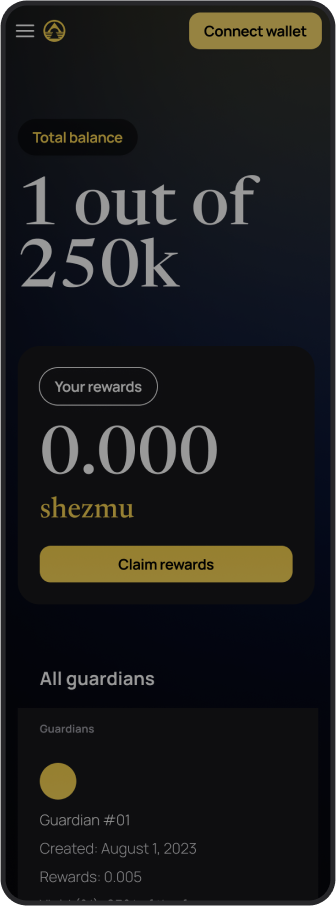 Connect wallet
Total balance
1 out of
250k
Your rewards
0.000
shezmu
Claim rewards
All guardians
Guardians
Guardian #01
Created: August 1, 2023
Rewards: 0.005